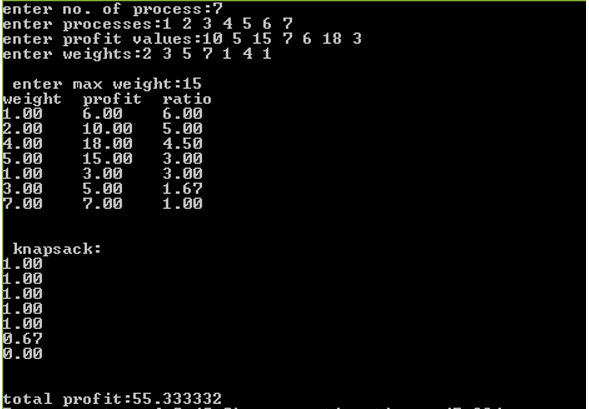 enter no. of process:7
enter processes:1 2 3 4 5 6 7
enter profit values:10 5 15 7 6 18 3
enter weights:2 3 5 7 1 4 1
enter max weight:15
weight profit ratio
1.00 6.00 6.00
2.00 10.00 5.00
4.00 18.00 4.50
5.00 15.00 3.00
1.00 3.00 3.00
3.00 5.00 1.67
7.00 7.00 1.00
knapsack:
1.00
1.00
1.00
1.00
1.00
0.67
0.00
total profit:55.333332